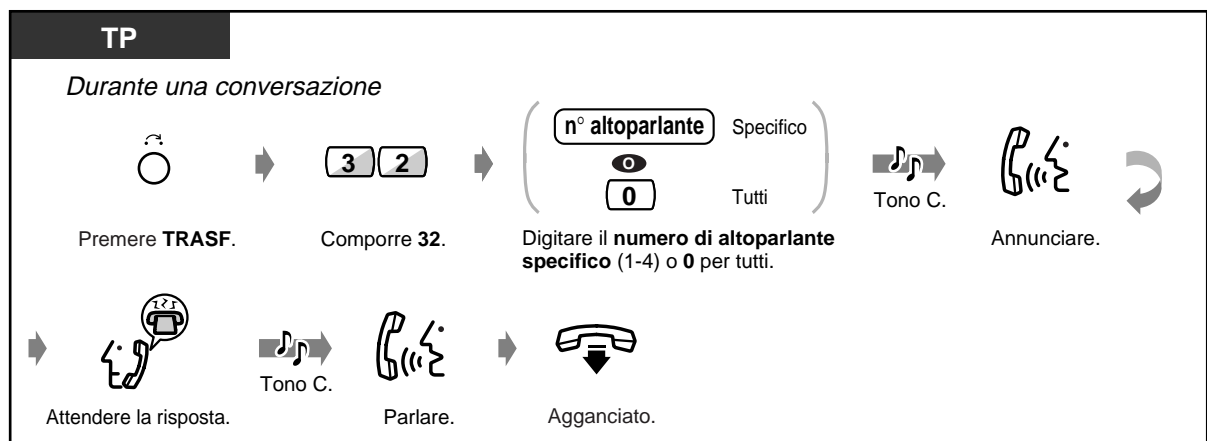 TP
Durante una conversazione
3 2
n° altoparlante Specifico
o
0 Tutti
Tono C.
Premere TRASF.
Comporre 32.
Digitare il numero di altoparlante
specifico (1-4) o 0 per tutti.
Annunciare.
Tono C.
Attendere la risposta.
Parlare.
Agganciato.